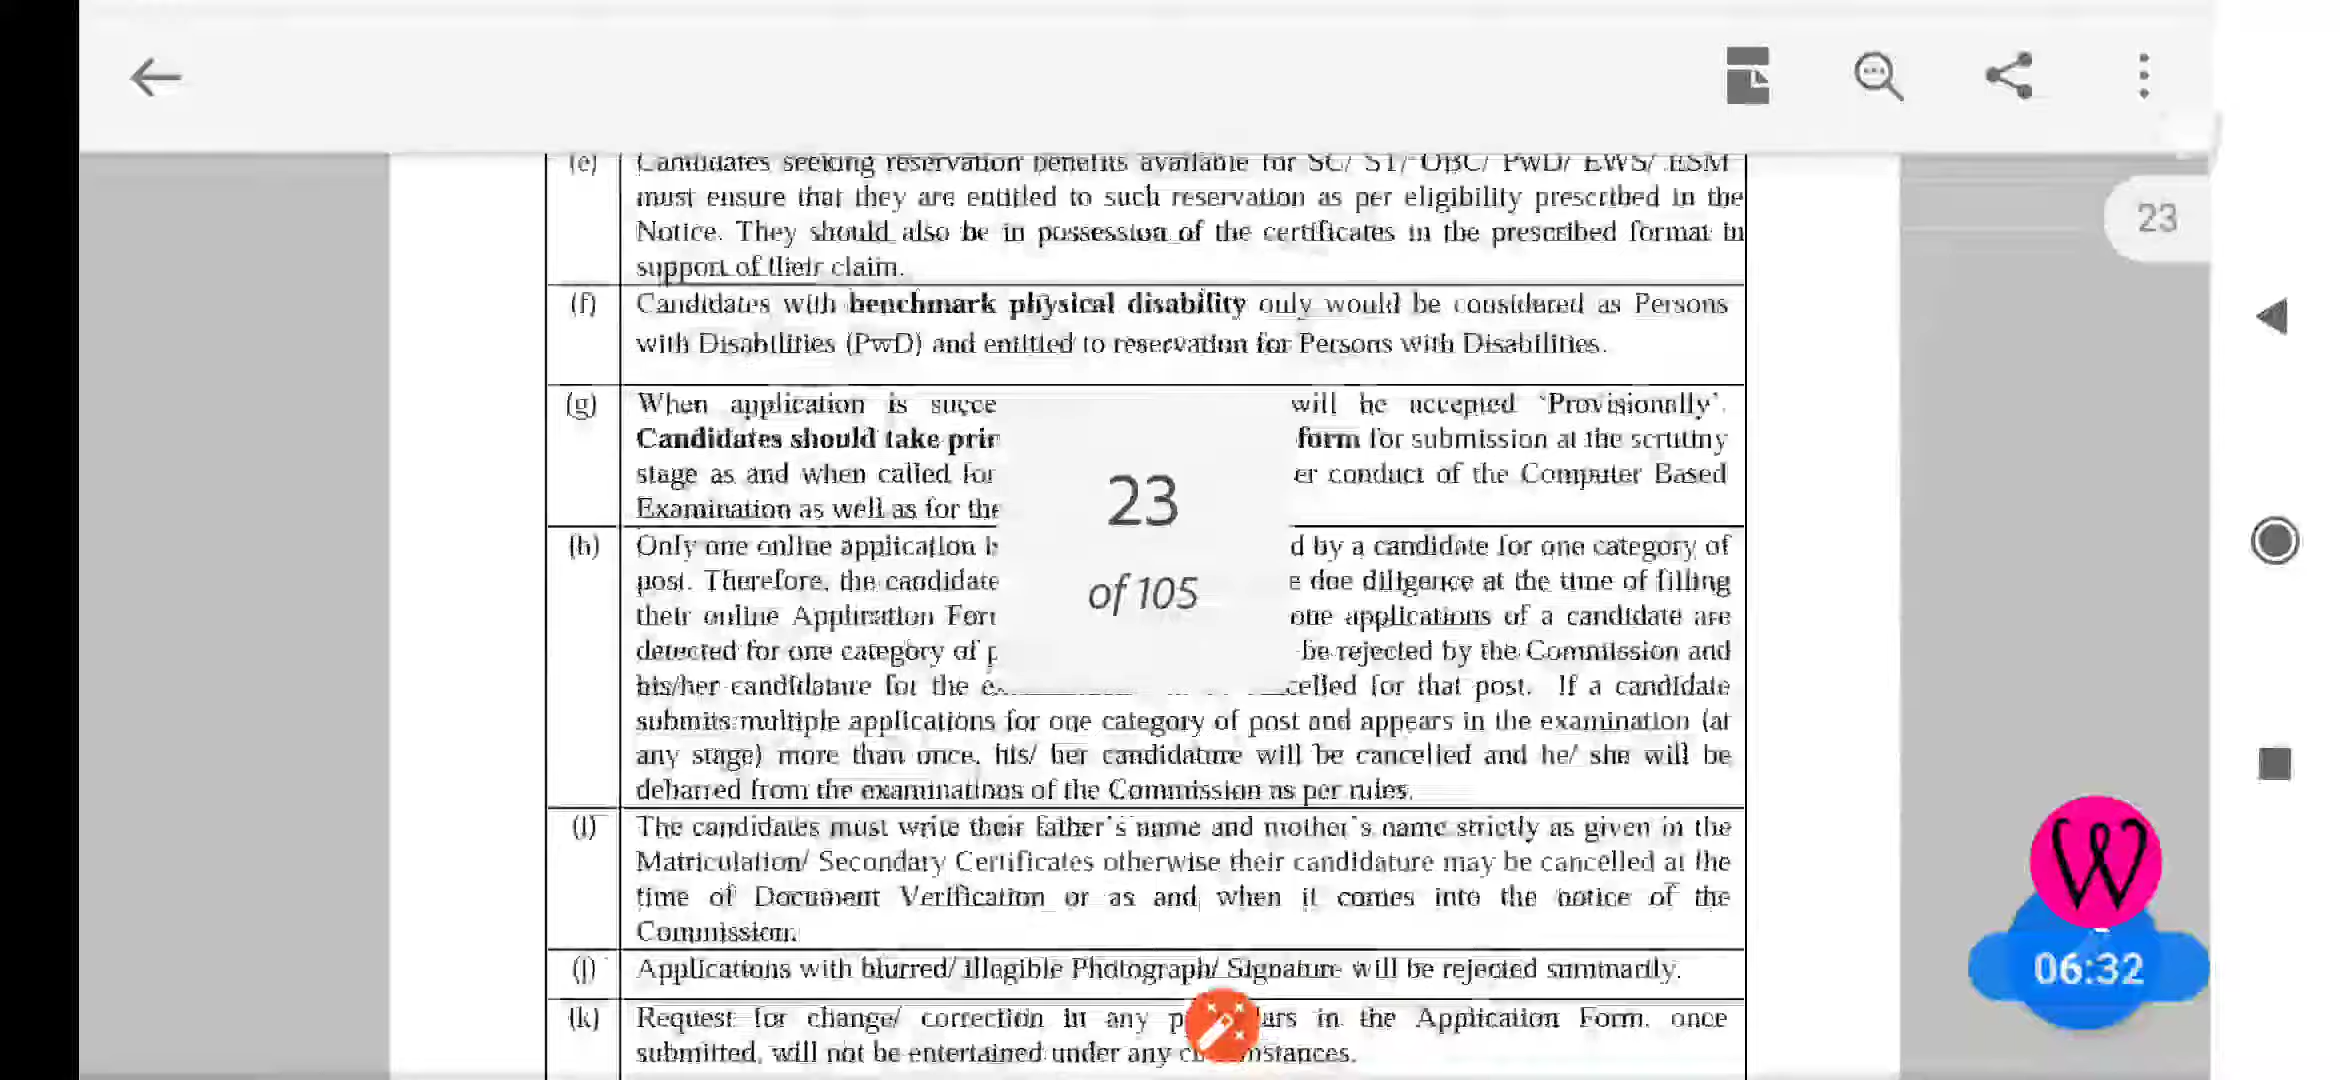 23
(e) Candidates seeking reservation benefits available for SC/ ST/ OBC/ PwD/ EWS/ ESM
must ensure that they are entitled to such reservation as per eligibility prescribed in the
Notice. They should also be in possession of the certificates in the prescribed format in
support of their claim.
(f) Candidates with benchmark physical disability only would be considered as Persons
with Disabilities (PwD) and entitled to reservation for Persons with Disabilities.
(g) When application is succe will be accepted 'Provisionally'.
Candidates should take prin form for submission at the scrutiny
stage as and when called for er conduct of the Computer Based
Examination as well as for the
23
of 105
(h) Only one online application d by a candidate for one category of
post. Therefore, the candidate e due diligence at the time of filling
their online Application For one applications of a candidate are
detected for one category of p be rejected by the Commission and
his/her candidature for the e celled for that post. If a candidate
submits multiple applications for one category of post and appears in the examination (at
any stage) more than once, his/ her candidature will be cancelled and he/ she will be
debarred from the examinations of the Commission as per rules.
(i) The candidates must write their father's name and mother's name strictly as given in the
Matriculation/ Secondary Certificates otherwise their candidature may be cancelled at the
time of Document Verification or as and when it comes into the notice of the
Commission.
(j) Applications with blurred/ illegible Photograph/ Signature will be rejected summarily.
(k) Request for change/ correction in any p lars in the Application Form, once
submitted, will not be entertained under any ci mstances.
W
06:32